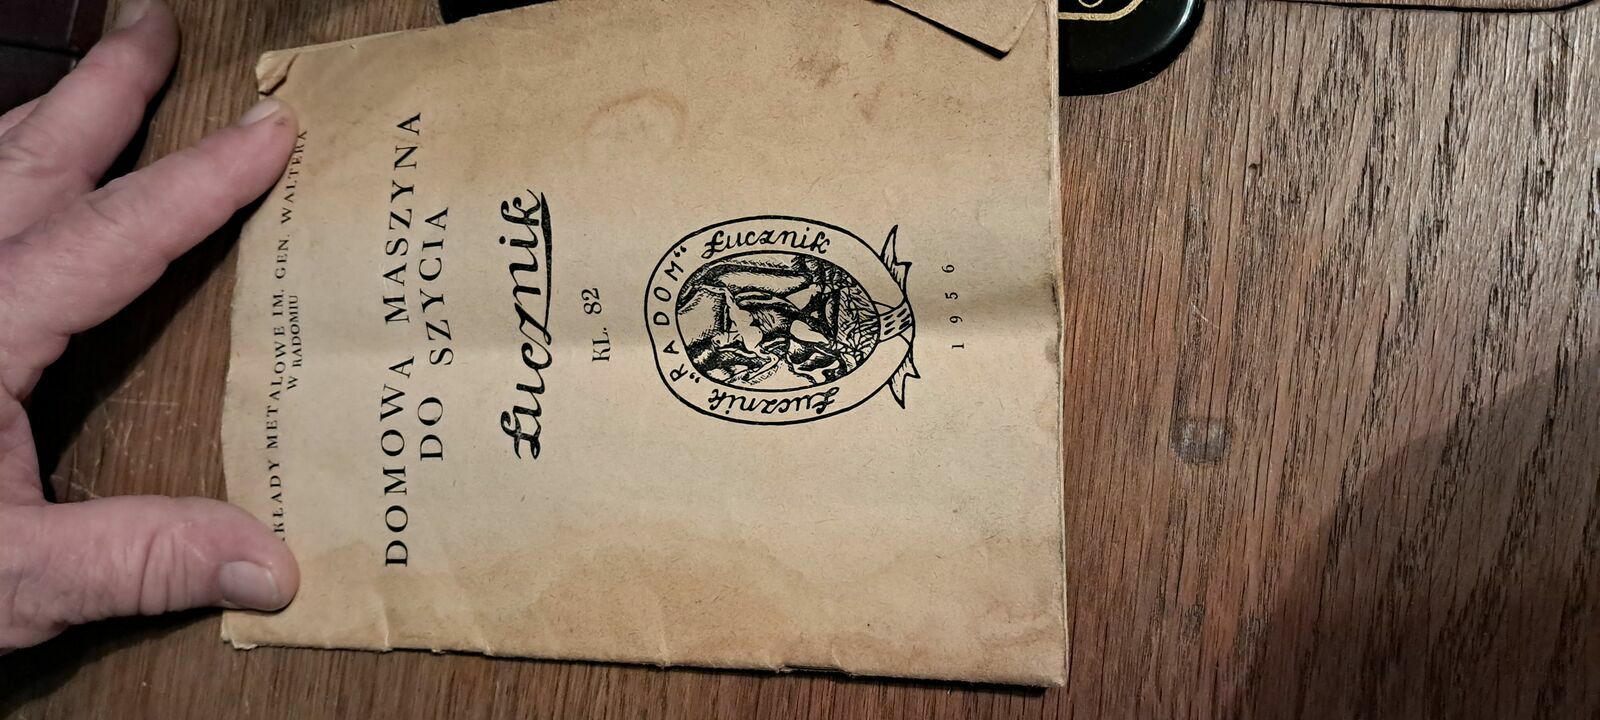 ZAKŁADY METALOWE IM. GEN. WALTERA
W RADOMIU
DOMOWA MASZYNA
DO SZYCIA
Łucznik
KL. 82
Łucznik „RADOM” Łucznik
1956